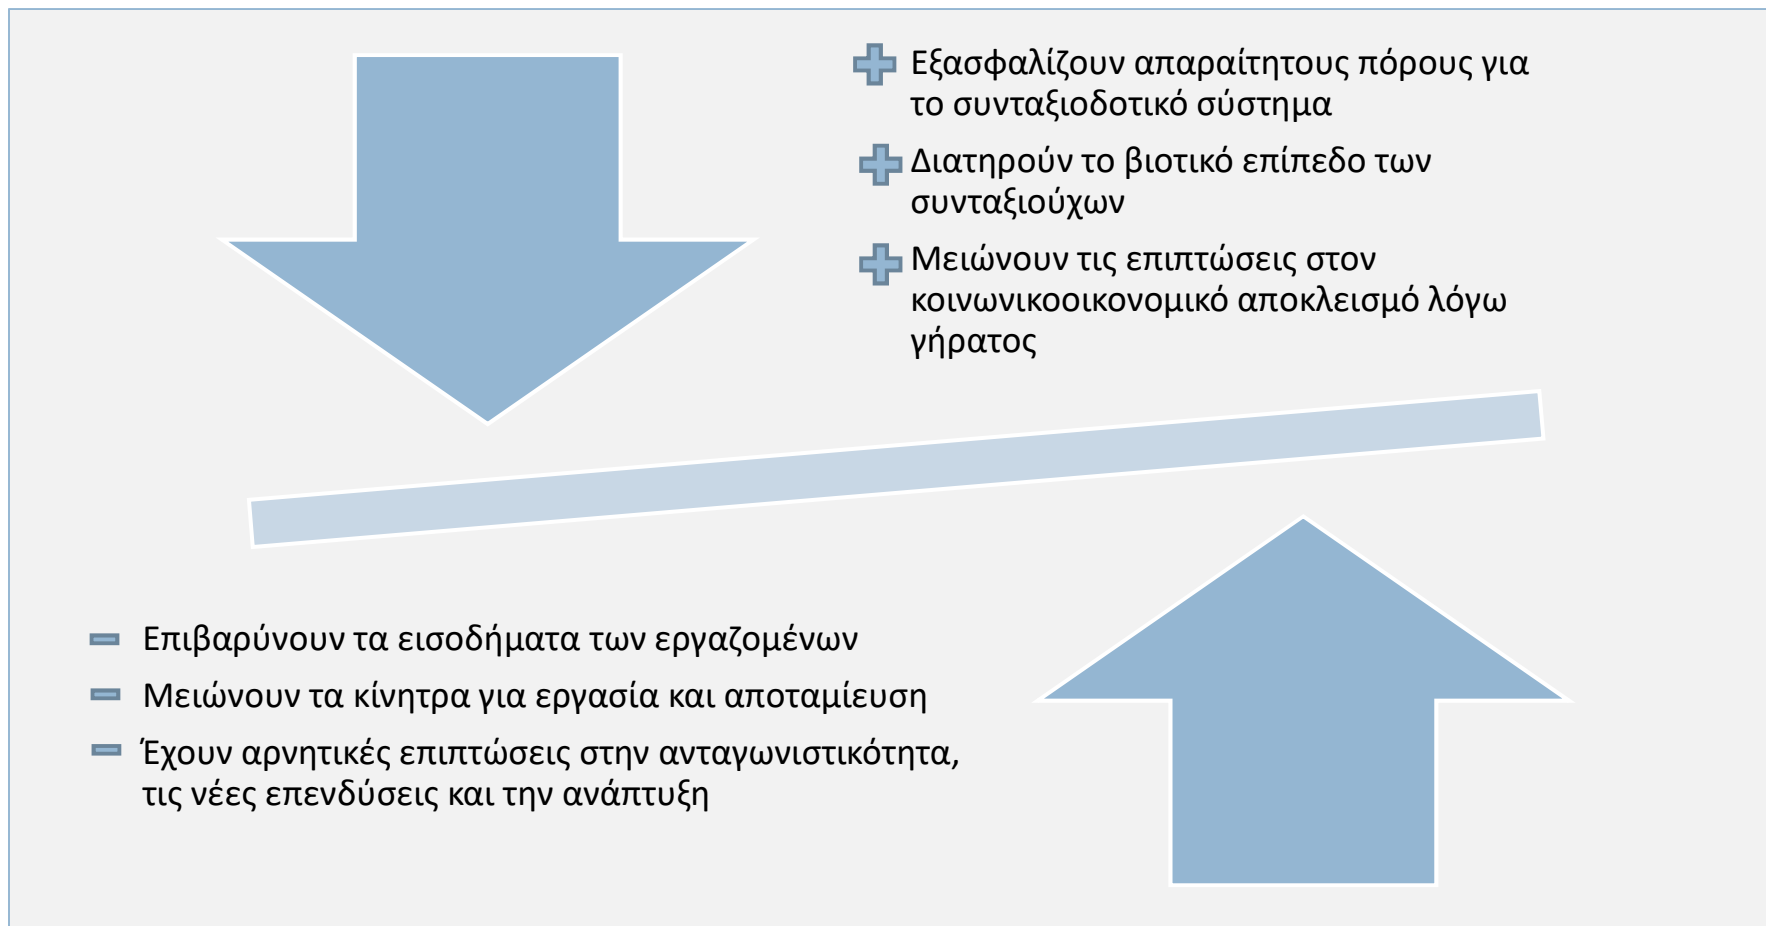 Εξασφαλίζουν απαραίτητους πόρους για
το συνταξιοδοτικό σύστημα
Διατηρούν το βιοτικό επίπεδο των
συνταξιούχων
Μειώνουν τις επιπτώσεις στον
κοινωνικοοικονομικό αποκλεισμό λόγω
γήρατος
Επιβαρύνουν τα εισοδήματα των εργαζομένων
Μειώνουν τα κίνητρα για εργασία και αποταμίευση
Έχουν αρνητικές επιπτώσεις στην ανταγωνιστικότητα,
τις νέες επενδύσεις και την ανάπτυξη